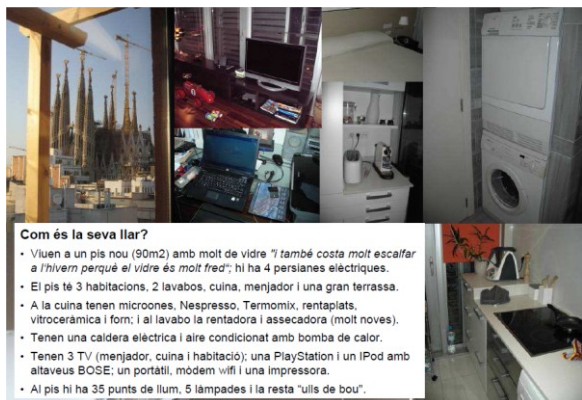 Com és la seva llar?
• Viuen a un pis nou (90m2) amb molt de vidre "i també costa molt escalfar
a l'hivern perquè el vidre és molt fred"; hi ha 4 persianes elèctriques.
• El pis té 3 habitacions, 2 lavabos, cuina, menjador i una gran terrassa.
• A la cuina tenen microones, Nespresso, Termomix, rentaplats,
vitroceràmica i forn; i al lavabo la rentadora i assecadora (molt noves).
• Tenen una caldera elèctrica i aire condicionat amb bomba de calor.
• Tenen 3 TV (menjador, cuina i habitació); una PlayStation i un IPod amb
altaveus BOSE; un portàtil, mòdem wifi i una impressora.
• Al pis hi ha 35 punts de llum, 5 làmpades i la resta "ulls de bou".